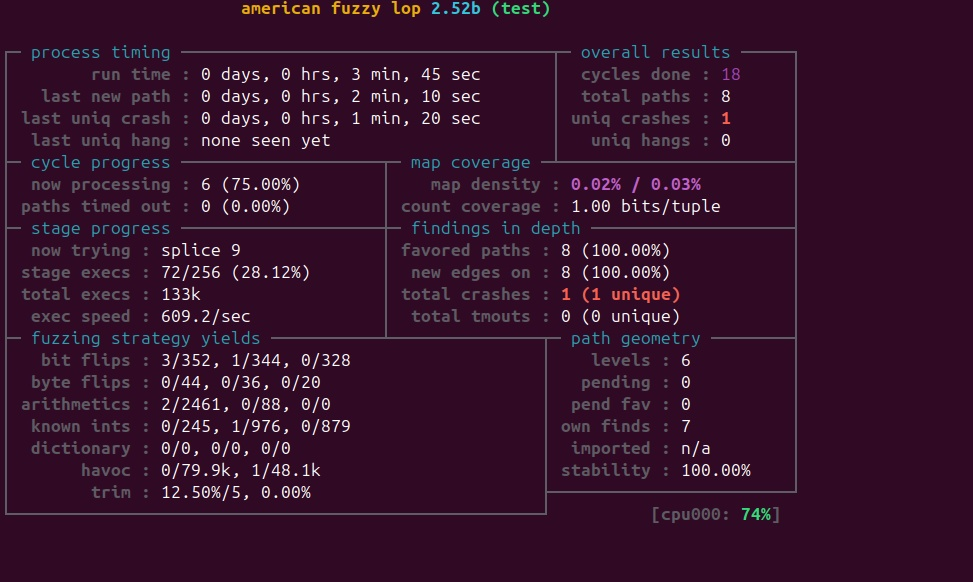 american fuzzy lop 2.52b (test)
process timing overall results
run time : 0 days, 0 hrs, 3 min, 45 sec cycles done : 18
last new path : 0 days, 0 hrs, 2 min, 10 sec total paths : 8
last uniq crash : 0 days, 0 hrs, 1 min, 20 sec uniq crashes : 1
last uniq hang : none seen yet uniq hangs : 0
cycle progress map coverage
now processing : 6 (75.00%) map density : 0.02% / 0.03%
paths timed out : 0 (0.00%) count coverage : 1.00 bits/tuple
stage progress findings in depth
now trying : splice 9 favored paths : 8 (100.00%)
stage execs : 72/256 (28.12%) new edges on : 8 (100.00%)
total execs : 133k total crashes : 1 (1 unique)
exec speed : 609.2/sec total tmouts : 0 (0 unique)
fuzzing strategy yields path geometry
bit flips : 3/352, 1/344, 0/328 levels : 6
byte flips : 0/44, 0/36, 0/20 pending : 0
arithmetics : 2/2461, 0/88, 0/0 pend fav : 0
known ints : 0/245, 1/976, 0/879 own finds : 7
dictionary : 0/0, 0/0, 0/0 imported : n/a
havoc : 0/79.9k, 1/48.1k stability : 100.00%
trim : 12.50%/5, 0.00%
[cpu000: 74%]